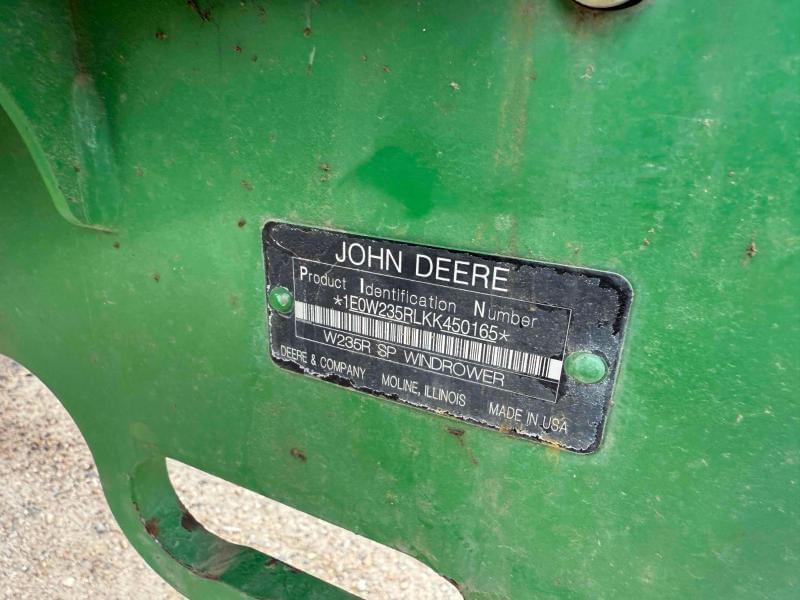 JOHN DEERE
Product Identification Number
*1E0W235RLKK450165*
W235R SP WINDROWER
DEERE & COMPANY MOLINE, ILLINOIS MADE IN USA